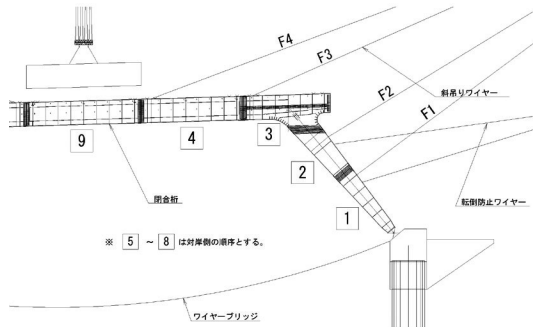 F4
F3
斜吊りワイヤー
F2
F1
9
4
3
2
転倒防止ワイヤー
閉合桁
1
※ 5 ～ 8 は対岸側の順序とする。
ワイヤーブリッジ